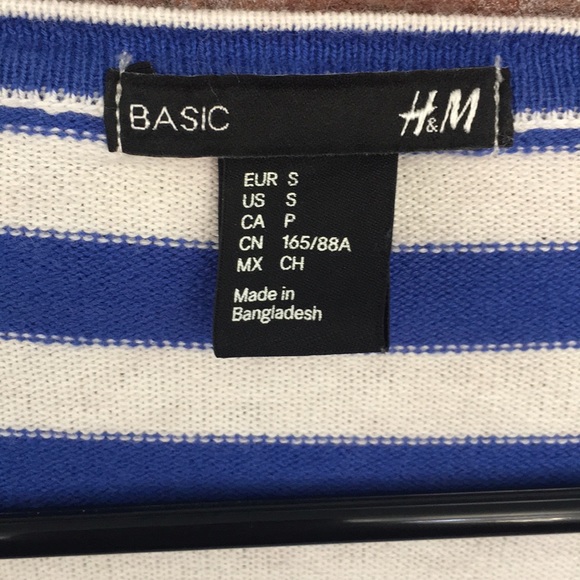 BASIC H&M
EUR S
US S
CA P
CN 165/88A
MX CH
Made in
Bangladesh